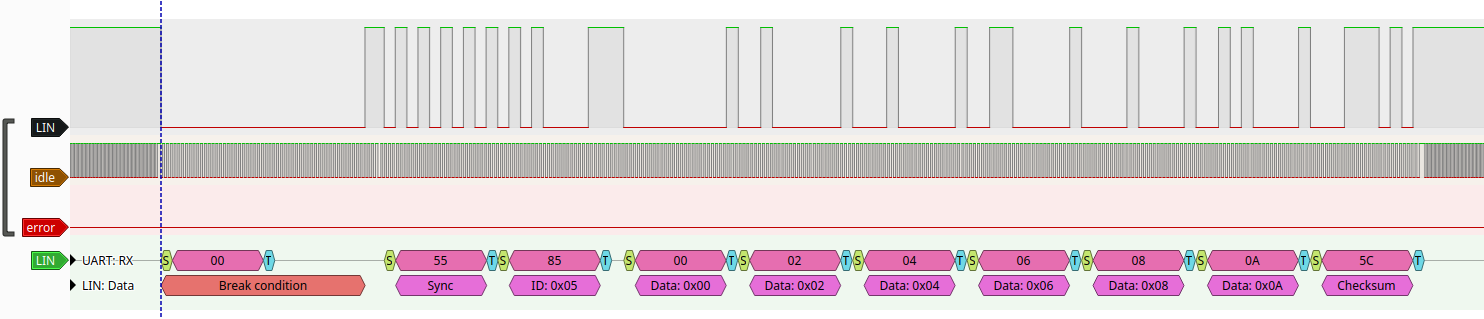 LIN
idle
error
LIN UART: RX S 00 T S 55 T S 85 T S 00 T S 02 T S 04 T S 06 T S 08 T S 0A T S 5C T
LIN: Data Break condition Sync ID: 0x05 Data: 0x00 Data: 0x02 Data: 0x04 Data: 0x06 Data: 0x08 Data: 0x0A Checksum